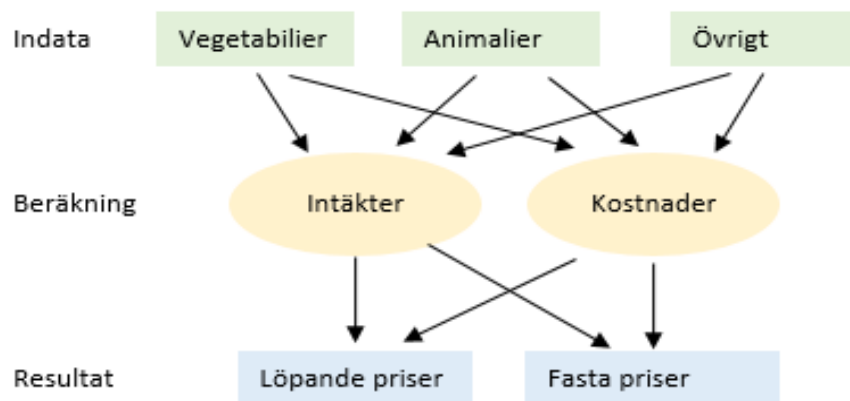 Indata Vegetabilier Animalier Övrigt
Beräkning Intäkter Kostnader
Resultat Löpande priser Fasta priser